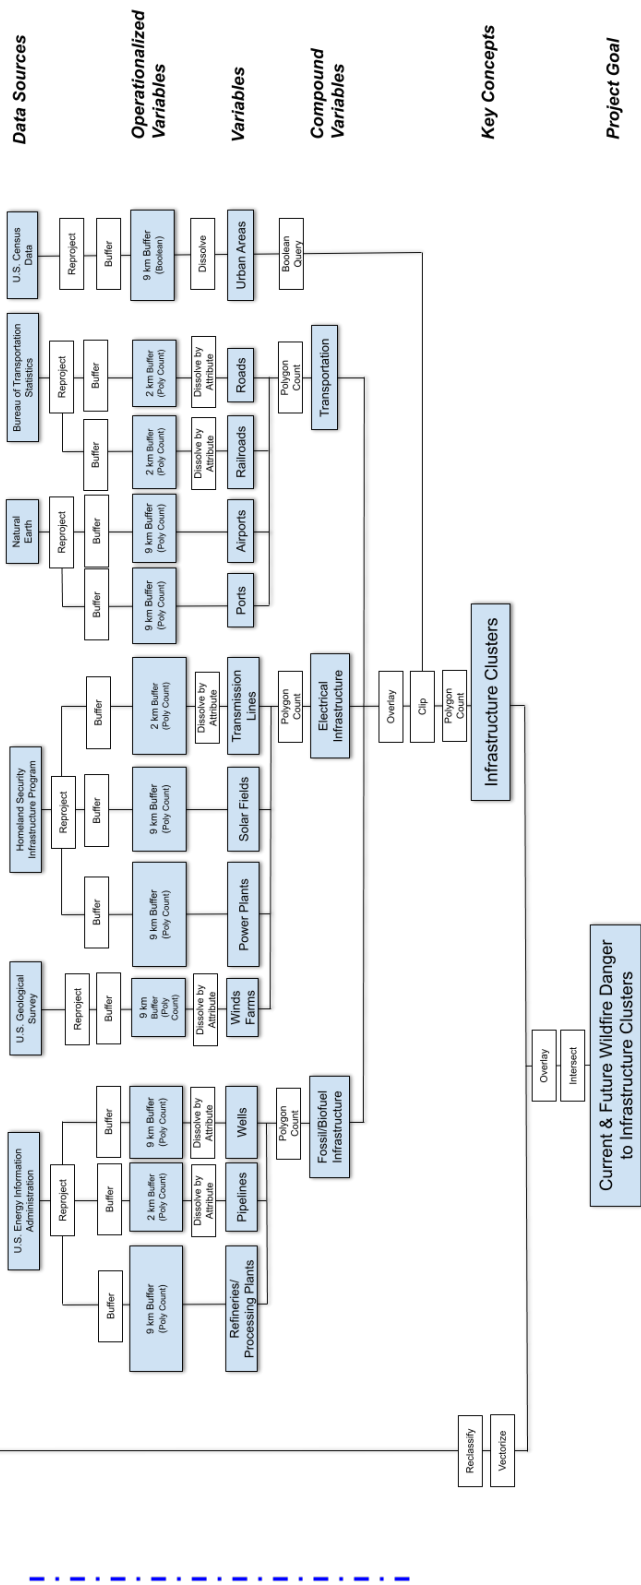 Data Sources
Operationalized
Variables
Variables
Compound
Variables
Key Concepts
Project Goal
U.S. Census
Data
Reproject
Buffer
9 km Buffer
(Boolean)
Dissolve
Urban Areas
Boolean
Query
Bureau of Transportation
Statistics
Reproject
Buffer
2 km Buffer
(Poly Count)
Dissolve by
Attribute
Roads
Polygon
Count
Transportation
Buffer
2 km Buffer
(Poly Count)
Dissolve by
Attribute
Railroads
Natural
Earth
Reproject
Buffer
9 km Buffer
(Poly Count)
Airports
Buffer
9 km Buffer
(Poly Count)
Ports
Homeland Security
Infrastructure Program
Reproject
Buffer
2 km Buffer
(Poly Count)
Dissolve by
Attribute
Transmission
Lines
Polygon
Count
Electrical
Infrastructure
Overlay
Clip
Polygon
Count
Infrastructure Clusters
Buffer
9 km Buffer
(Poly Count)
Solar Fields
Buffer
9 km Buffer
(Poly Count)
Power Plants
U.S. Geological
Survey
Reproject
Buffer
9 km
Buffer
(Poly
Count)
Dissolve by
Attribute
Winds
Farms
U.S. Energy Information
Administration
Reproject
Buffer
9 km Buffer
(Poly Count)
Dissolve by
Attribute
Wells
Polygon
Count
Fossil/Biofuel
Infrastructure
Buffer
2 km Buffer
(Poly Count)
Dissolve by
Attribute
Pipelines
Buffer
9 km Buffer
(Poly Count)
Refineries/
Processing Plants
Overlay
Intersect
Current & Future Wildfire Danger
to Infrastructure Clusters
Reclassify
Vectorize